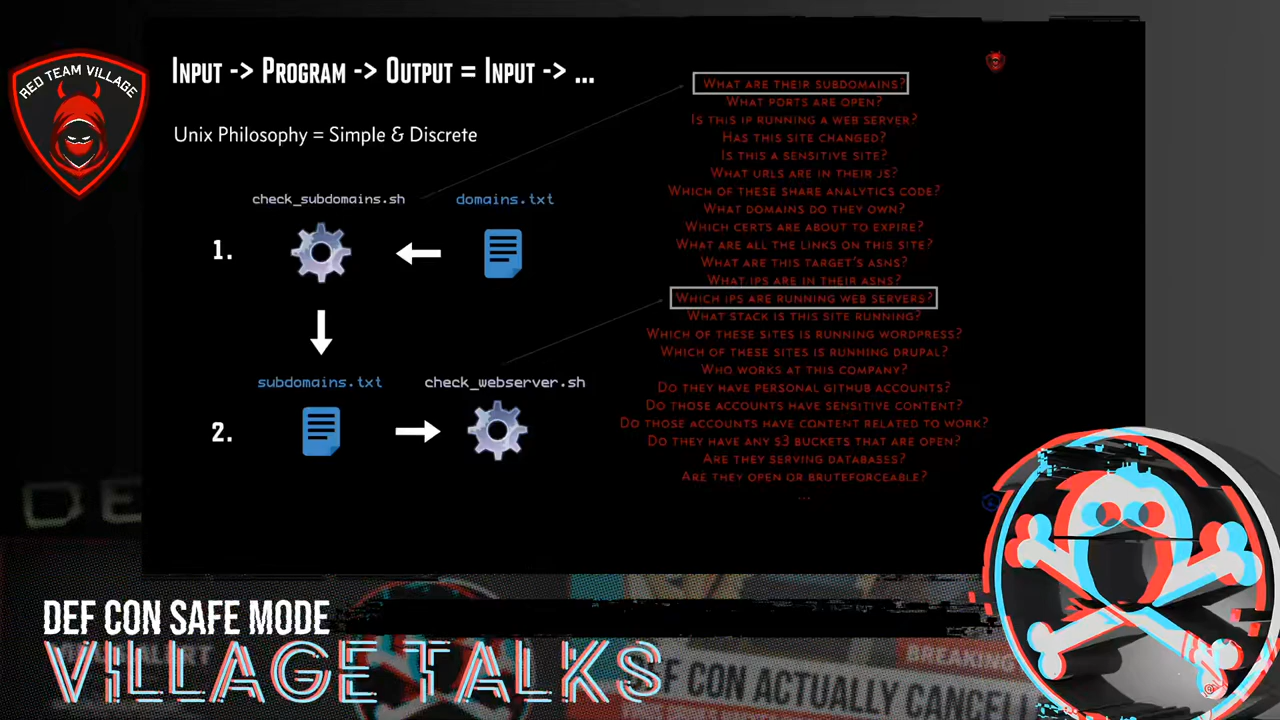 RED TEAM VILLAGE
Input -> Program -> Output = Input -> ...
Unix Philosophy = Simple & Discrete
check_subdomains.sh
domains.txt
1.
subdomains.txt
check_webserver.sh
2.
What are their subdomains?
What ports are open?
Is this IP running a web server?
Has this site changed?
Is this a sensitive site?
What URLs are in their JS?
Which of these share analytics code?
What domains do they own?
Which certs are about to expire?
What are all the links on this site?
What are this target's ASNs?
What IPs are in their ASNs?
Which IPs are running web servers?
What stack is this site running?
Which of these sites is running WordPress?
Which of these sites is running Drupal?
Who works at this company?
Do they have personal Github accounts?
Do those accounts have sensitive content?
Do those accounts have content related to work?
Do they have any S3 buckets that are open?
Are they serving databases?
Are they open or bruteforceable?
...
DE
DEF CON SAFE MODE
VILLAGE TALKS
BREAKING
DEF CON ACTUALLY CANCELL